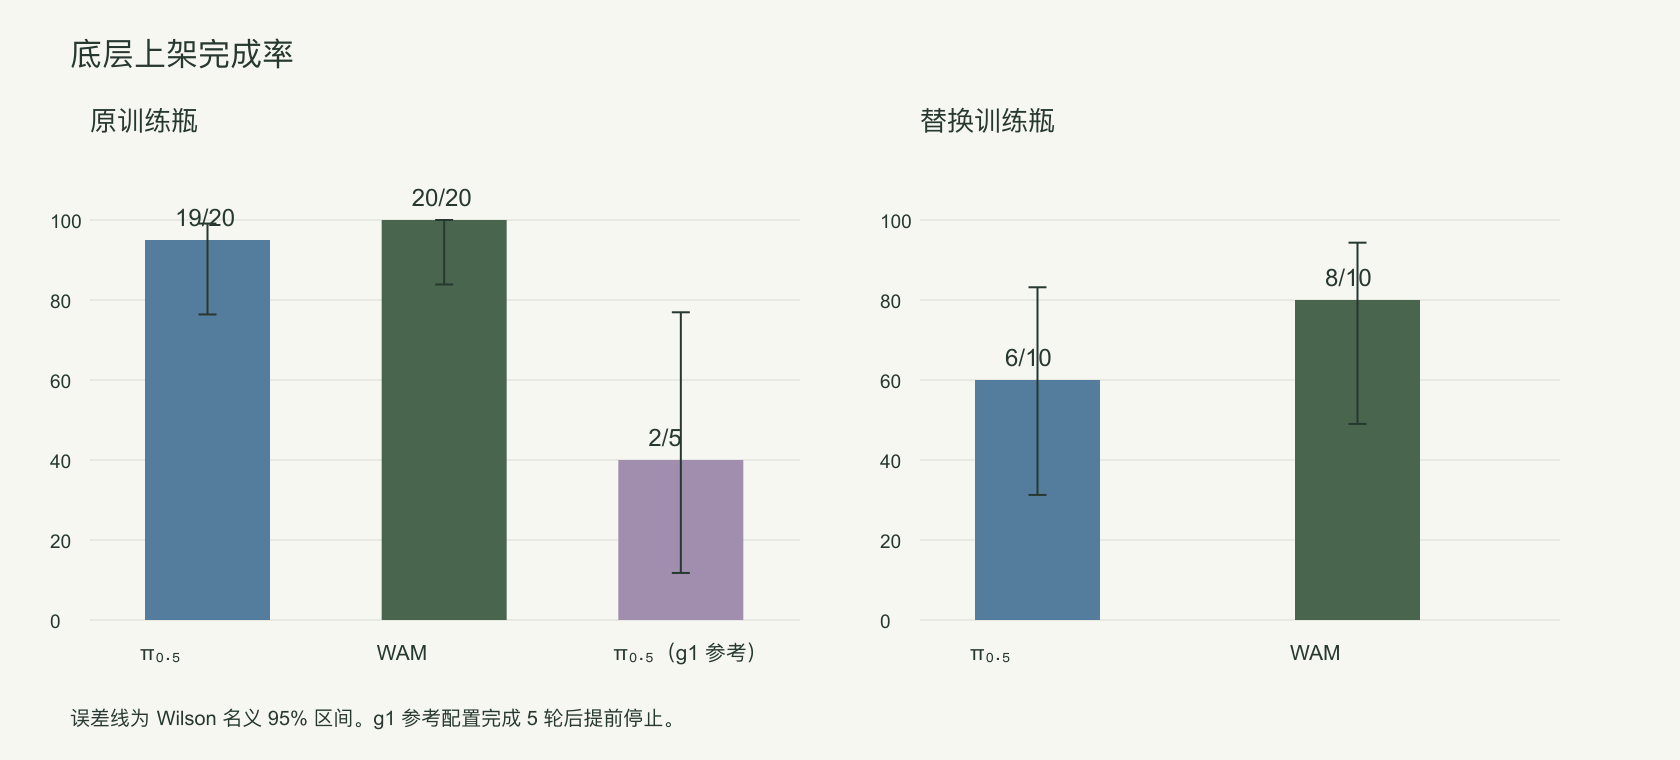 底层上架完成率
原训练瓶
19/20
20/20
2/5
100
80
60
40
20
0
π₀.₅
WAM
π₀.₅（g1 参考）
替换训练瓶
6/10
8/10
100
80
60
40
20
0
π₀.₅
WAM
误差线为 Wilson 名义 95% 区间。g1 参考配置完成 5 轮后提前停止。